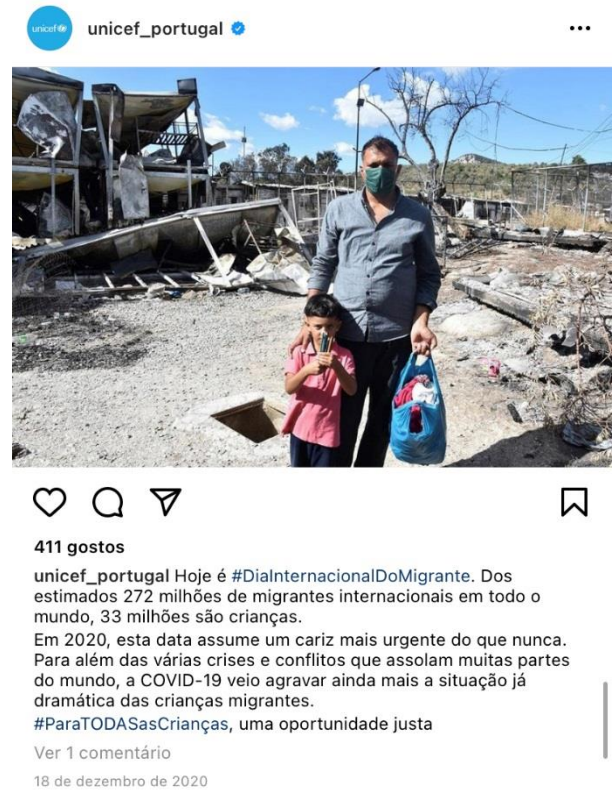 unicef
unicef_portugal
411 gostos
unicef_portugal Hoje é #DiaInternacionalDoMigrante. Dos
estimados 272 milhões de migrantes internacionais em todo o
mundo, 33 milhões são crianças.
Em 2020, esta data assume um cariz mais urgente do que nunca.
Para além das várias crises e conflitos que assolam muitas partes
do mundo, a COVID-19 veio agravar ainda mais a situação já
dramática das crianças migrantes.
#ParaTODASasCrianças, uma oportunidade justa
Ver 1 comentário
18 de dezembro de 2020